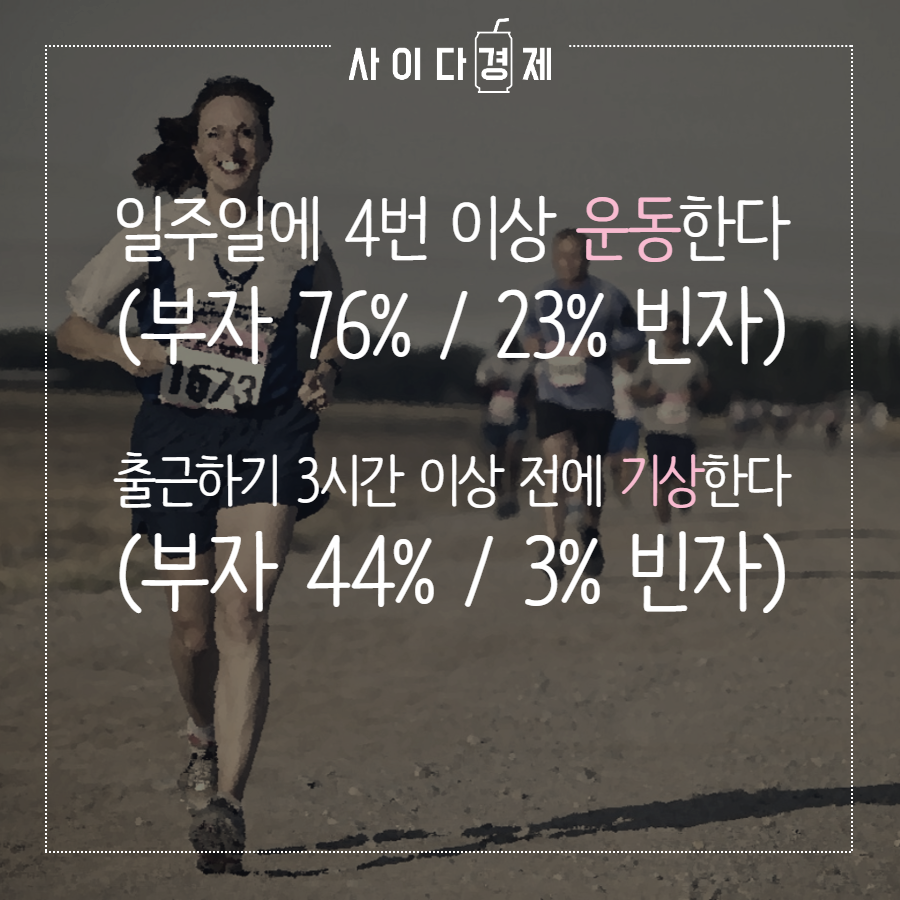 사이다경제
일주일에 4번 이상 운동한다
(부자 76% / 23% 빈자)
1673
출근하기 3시간 이상 전에 기상한다
(부자 44% / 3% 빈자)